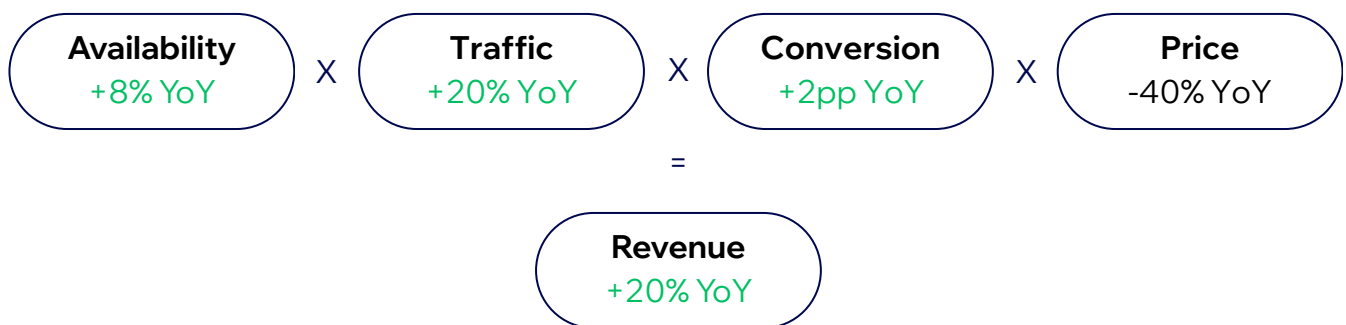 Availability
+8% YoY
X
Traffic
+20% YoY
X
Conversion
+2pp YoY
X
Price
-40% YoY
=
Revenue
+20% YoY